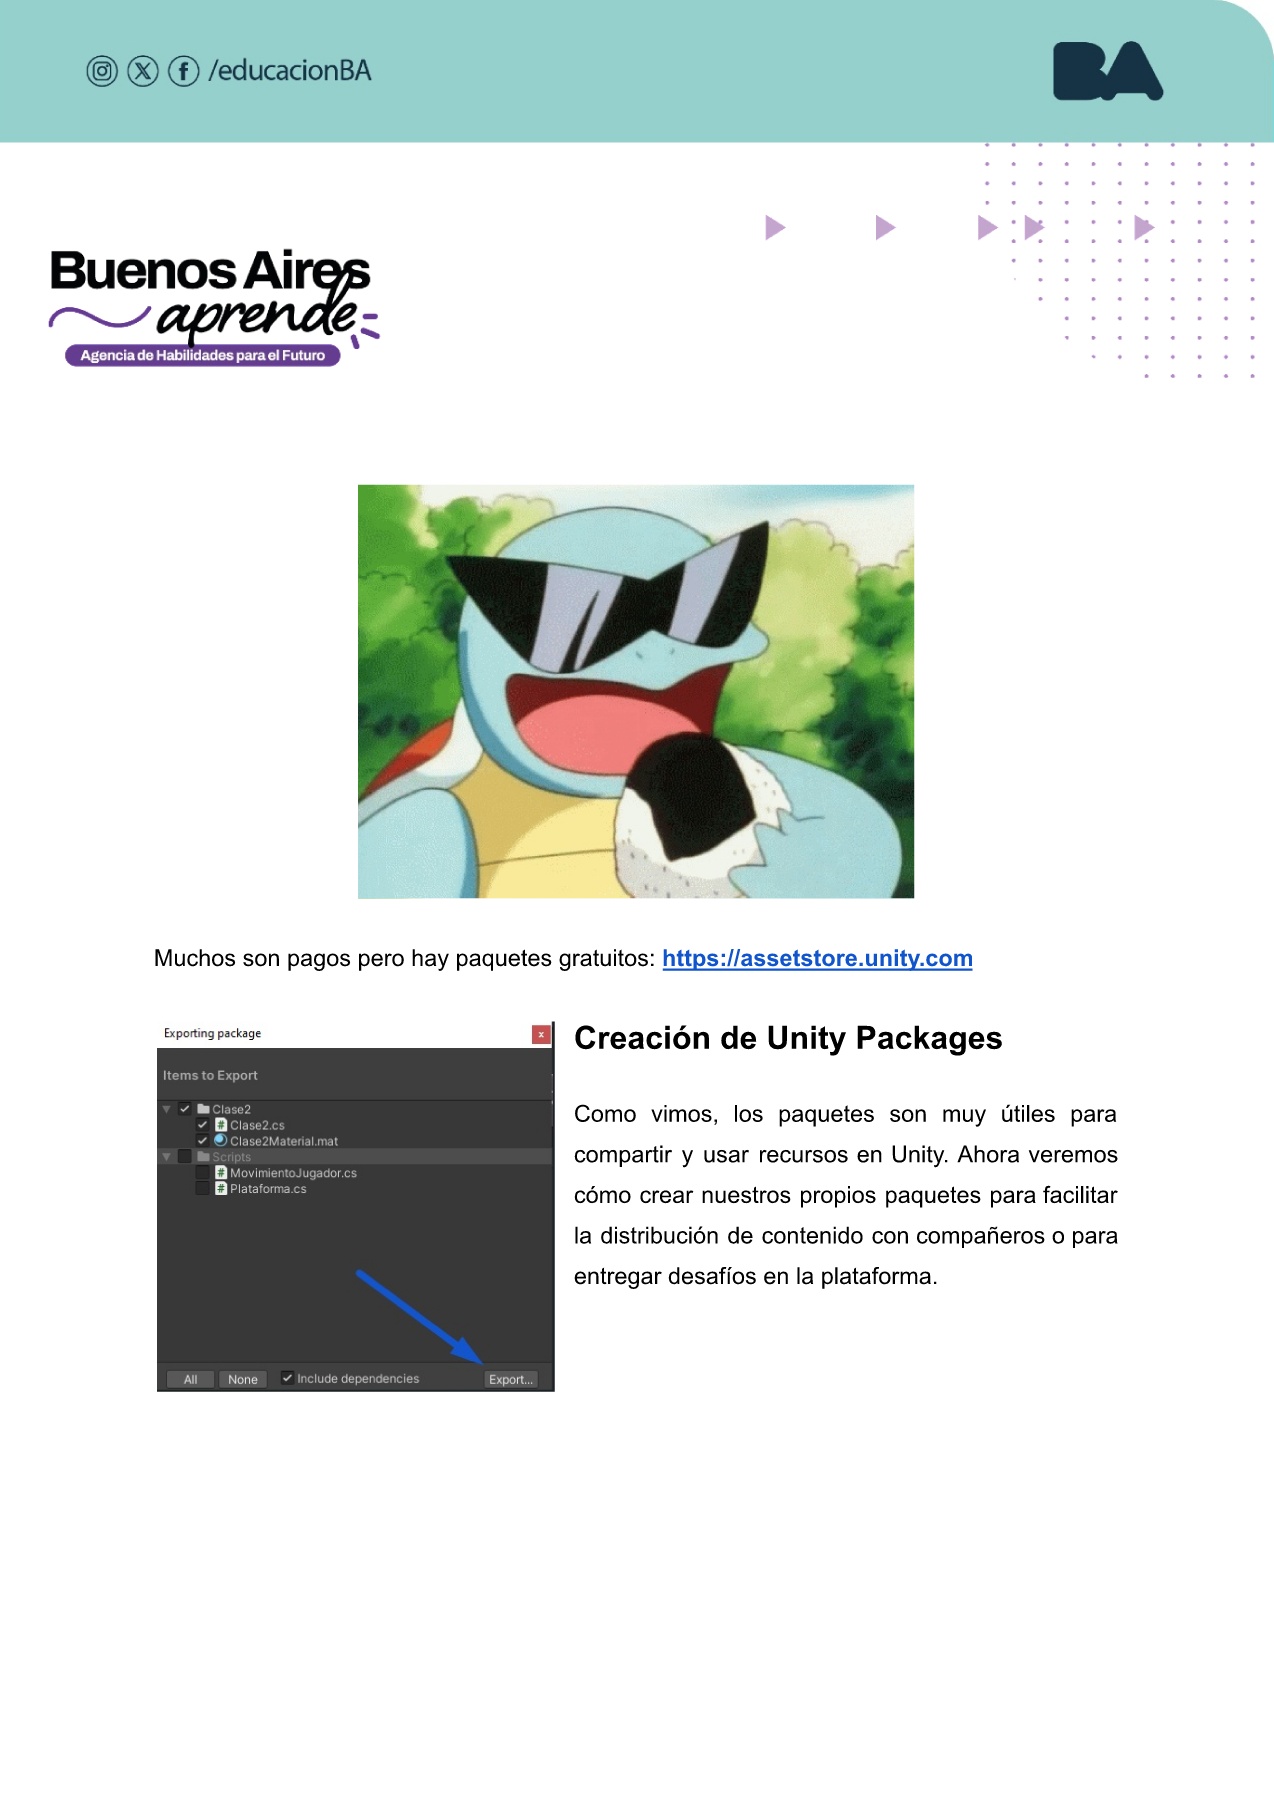 /educacionBA
BA
Buenos Aires
aprende
Agencia de Habilidades para el Futuro
Muchos son pagos pero hay paquetes gratuitos: https://assetstore.unity.com
Exporting package
x
Items to Export
Clase2
Clase2.cs
Clase2Material.mat
Scripts
MovimientoJugador.cs
Plataforma.cs
All
None
Include dependencies
Export...
Creación de Unity Packages
Como vimos, los paquetes son muy útiles para
compartir y usar recursos en Unity. Ahora veremos
cómo crear nuestros propios paquetes para facilitar
la distribución de contenido con compañeros o para
entregar desafíos en la plataforma.